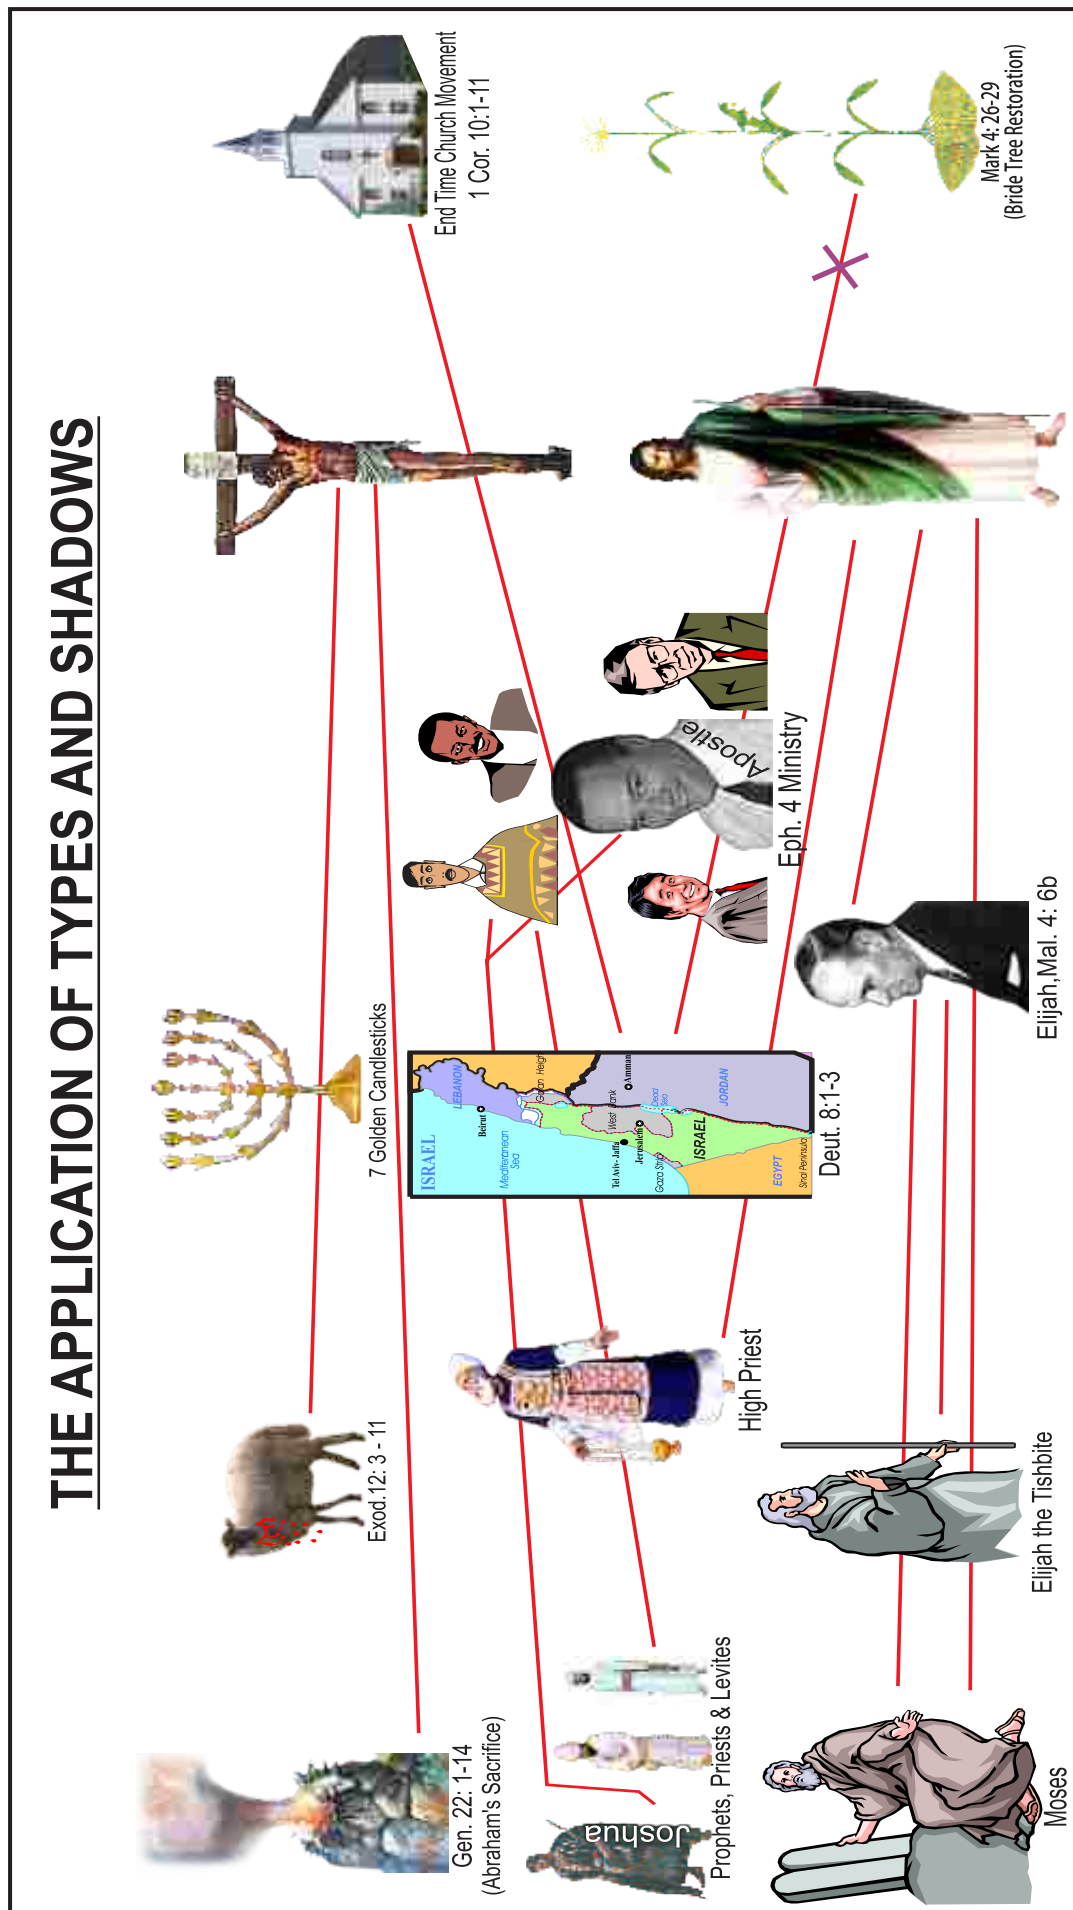 THE APPLICATION OF TYPES AND SHADOWS
Gen. 22: 1-14
(Abraham's Sacrifice)
Exod.12: 3 - 11
7 Golden Candlesticks
End Time Church Movement
1 Cor. 10:1-11
Joshua
Prophets, Priests & Levites
High Priest
ISRAEL
LEBANON
Beirut
Mediteranean
Sea
Golan Heigh
Tel Aviv- Jaffa
West Bank
Amman
Jerusalem
Dead
Sea
Gaza Strip
ISRAEL
JORDAN
EGYPT
Sinai Peninsula
Deut. 8:1-3
Apostle
Eph. 4 Ministry
Mark 4: 26-29
(Bride Tree Restoration)
Moses
Elijah the Tishbite
Elijah,Mal. 4: 6b